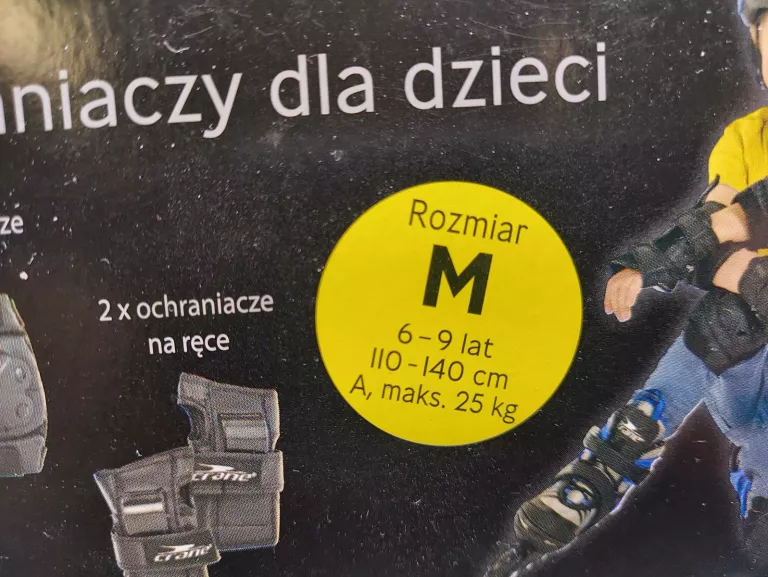 niaczy dla dzieci
ze
2 x ochraniacze
na ręce
Rozmiar
M
6 – 9 lat
110 - 140 cm
A, maks. 25 kg
crane
crane